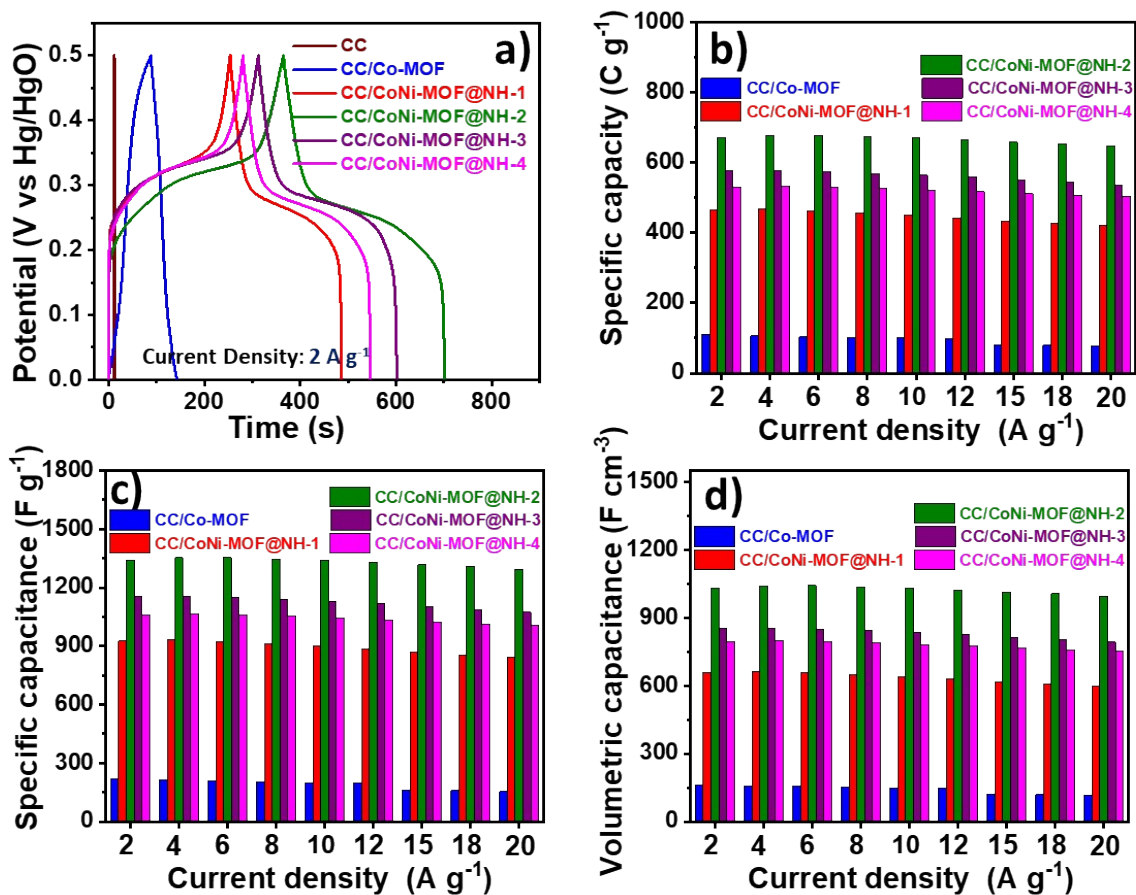 a)
CC
CC/Co-MOF
CC/CoNi-MOF@NH-1
CC/CoNi-MOF@NH-2
CC/CoNi-MOF@NH-3
CC/CoNi-MOF@NH-4
Current Density: 2 A g⁻¹
Potential (V vs Hg/HgO)
0.5
0.4
0.3
0.2
0.1
0.0
0 200 400 600 800
Time (s)
b)
CC/CoNi-MOF@NH-2
CC/Co-MOF CC/CoNi-MOF@NH-3
CC/CoNi-MOF@NH-1 CC/CoNi-MOF@NH-4
Specific capacity (C g⁻¹)
1000
800
600
400
200
0
2 4 6 8 10 12 15 18 20
Current density (A g⁻¹)
c)
CC/CoNi-MOF@NH-2
CC/Co-MOF CC/CoNi-MOF@NH-3
CC/CoNi-MOF@NH-1 CC/CoNi-MOF@NH-4
Specific capacitance (F g⁻¹)
1800
1500
1200
900
600
300
0
2 4 6 8 10 12 15 18 20
Current density (A g⁻¹)
d)
CC/CoNi-MOF@NH-2
CC/Co-MOF CC/CoNi-MOF@NH-3
CC/CoNi-MOF@NH-1 CC/CoNi-MOF@NH-4
Volumetric capacitance (F cm⁻³)
1500
1200
900
600
300
0
2 4 6 8 10 12 15 18 20
Current density (A g⁻¹)